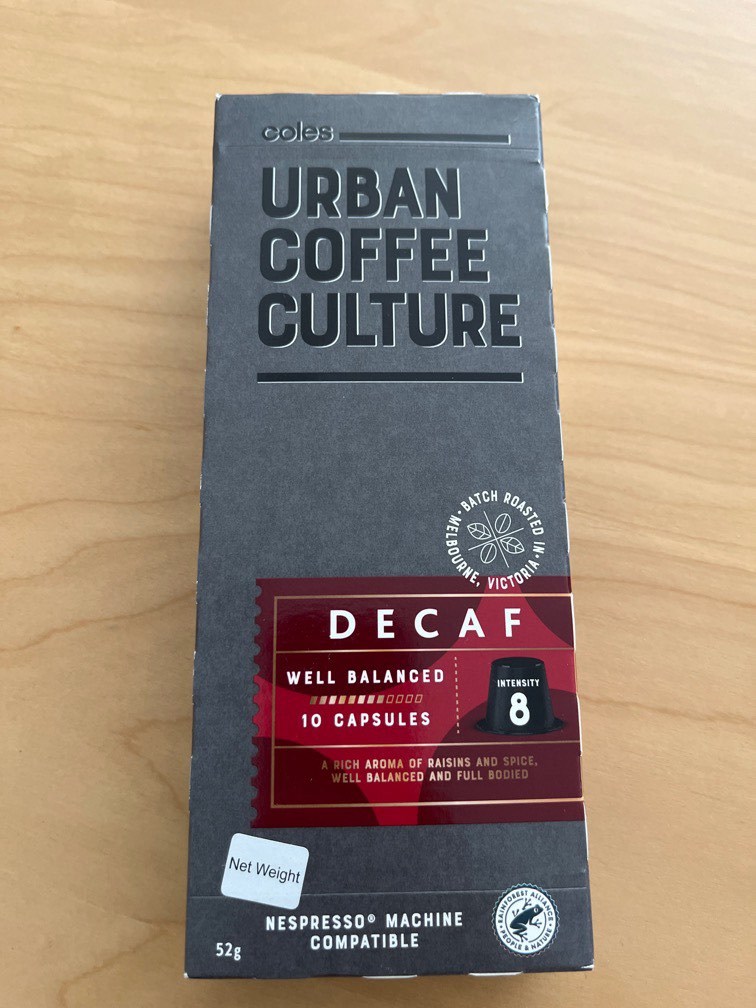 coles
URBAN
COFFEE
CULTURE
BATCH ROASTED IN
MELBOURNE, VICTORIA
DECAF
WELL BALANCED
10 CAPSULES
INTENSITY
8
A RICH AROMA OF RAISINS AND SPICE,
WELL BALANCED AND FULL BODIED
Net Weight
52g
NESPRESSO® MACHINE
COMPATIBLE
RAINFOREST ALLIANCE
PEOPLE & NATURE